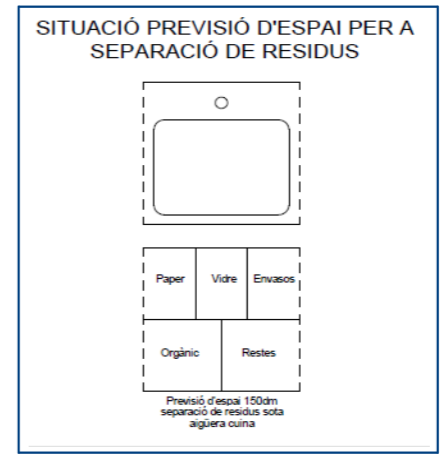 SITUACIÓ PREVISIÓ D'ESPAI PER A
SEPARACIÓ DE RESIDUS
Paper Vidre Envasos
Orgànic Restes
Previsió d'espai 150dm
separació de residus sota
aigüera cuina